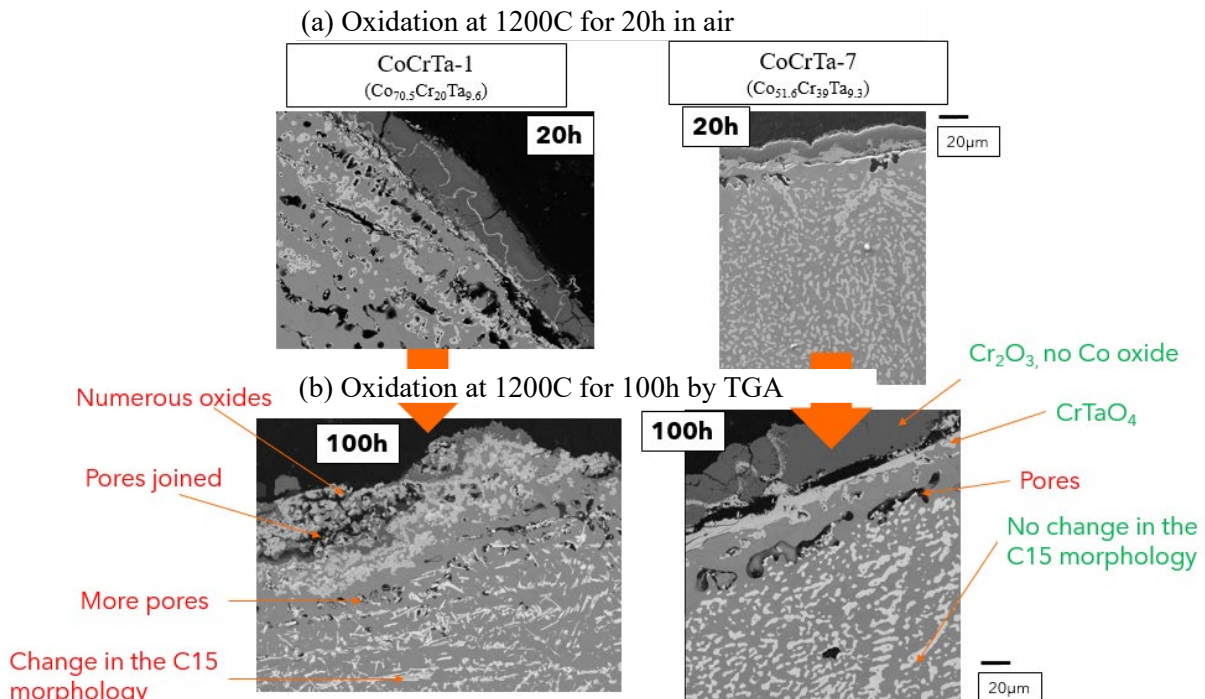 (a) Oxidation at 1200C for 20h in air
CoCrTa-1
(Co₇₀.₅Cr₂₀Ta₉.₆)
CoCrTa-7
(Co₅₁.₆Cr₃₉Ta₉.₃)
20h
20h
20µm
(b) Oxidation at 1200C for 100h by TGA
Cr₂O₃, no Co oxide
Numerous oxides
CrTaO₄
100h
100h
Pores joined
Pores
No change in the
C15 morphology
More pores
Change in the C15
morphology
20µm